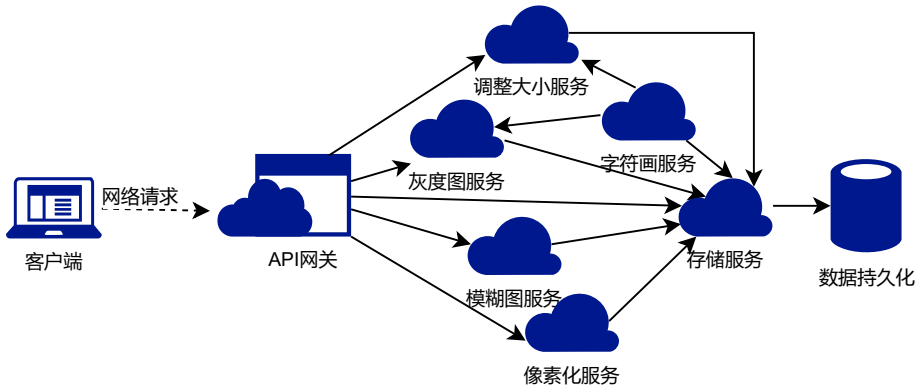 调整大小服务
字符画服务
灰度图服务
网络请求
客户端
API网关
存储服务
数据持久化
模糊图服务
像素化服务